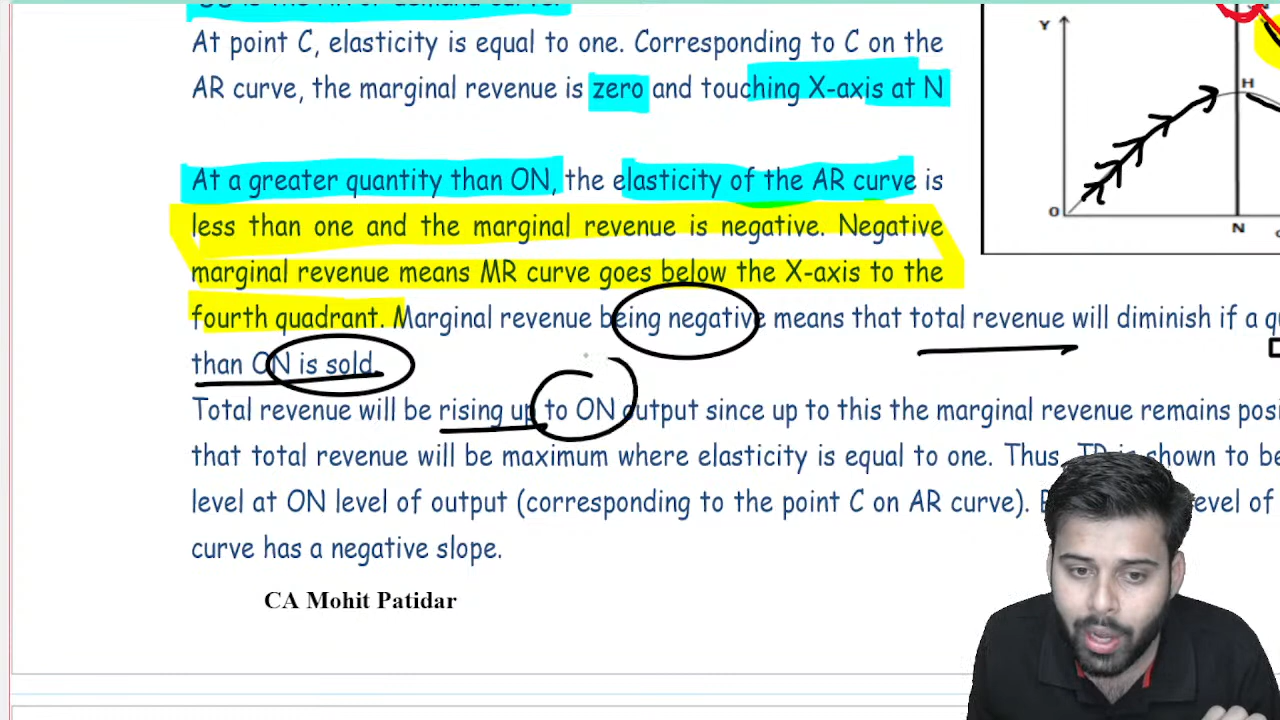 At point C, elasticity is equal to one. Corresponding to C on the
AR curve, the marginal revenue is zero and touching X-axis at N
At a greater quantity than ON, the elasticity of the AR curve is
less than one and the marginal revenue is negative. Negative
marginal revenue means MR curve goes below the X-axis to the
fourth quadrant. Marginal revenue being negative means that total revenue will diminish if a
than ON is sold.
Total revenue will be rising up to ON output since up to this the marginal revenue remains
that total revenue will be maximum where elasticity is equal to one. Thus, shown to be
level at ON level of output (corresponding to the point C on AR curve). level of
curve has a negative slope.
CA Mohit Patidar
Y
H
O
N